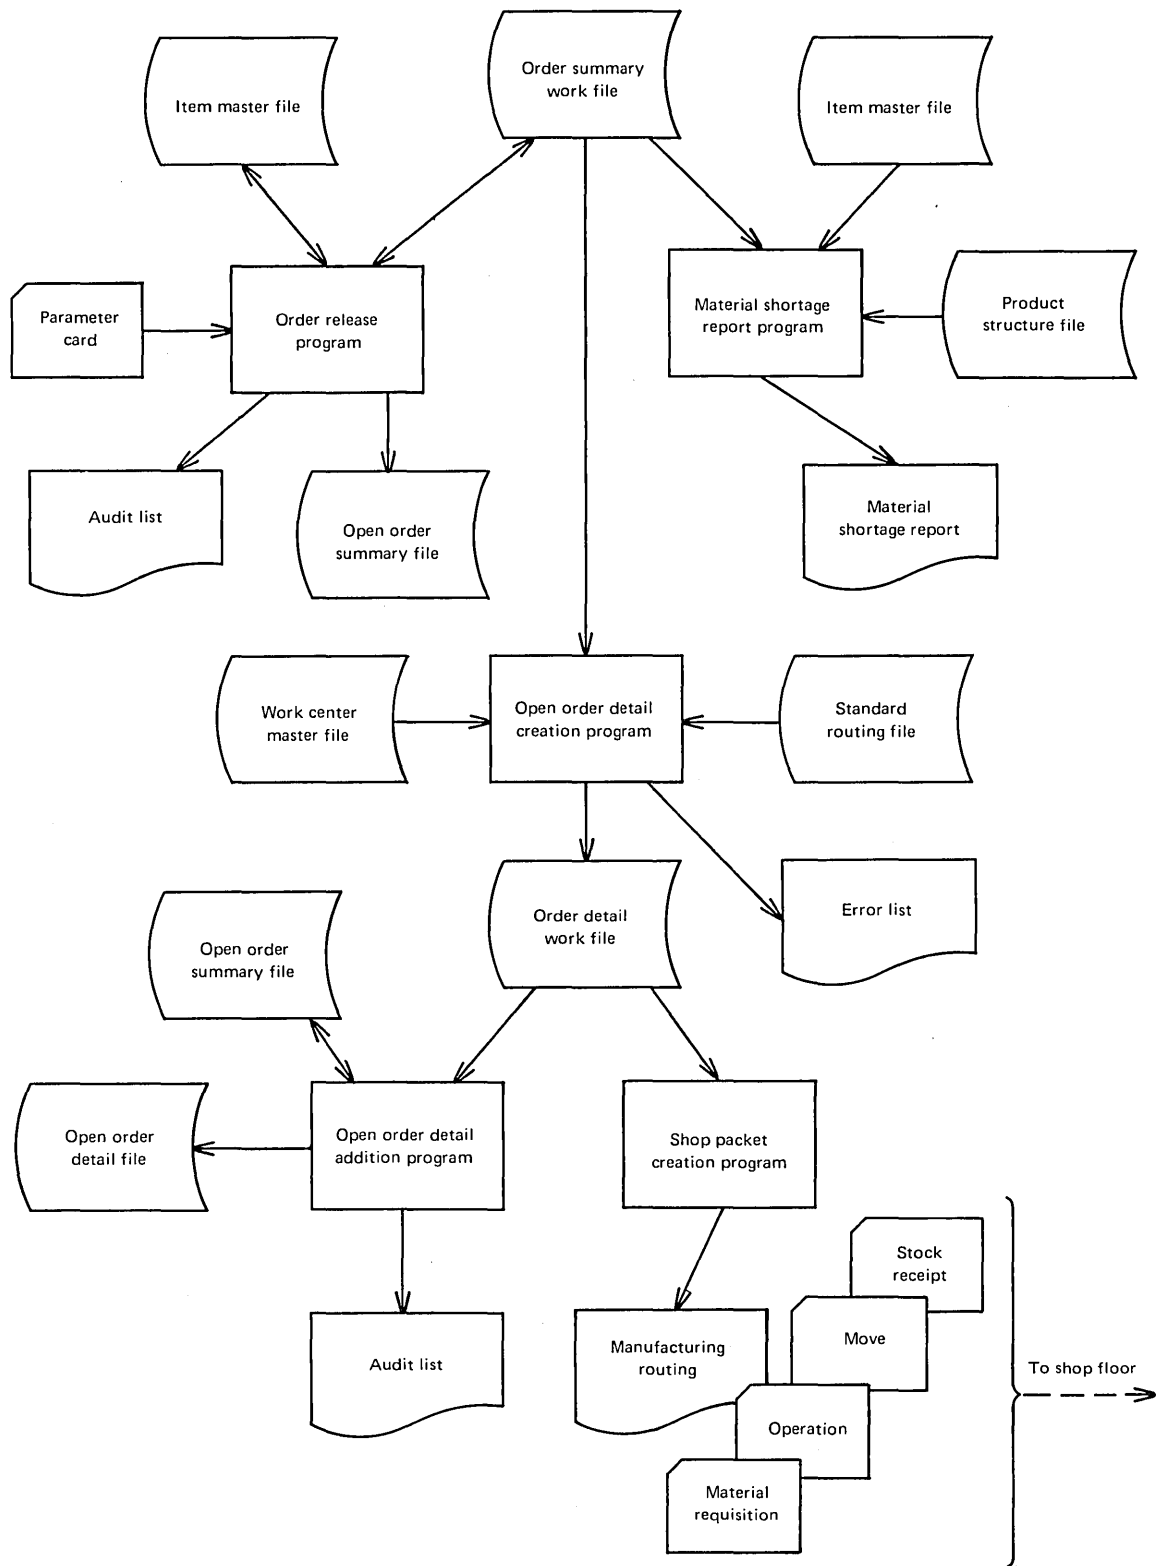 Order summary
work file
Item master file
Item master file
Parameter
card
Order release
program
Material shortage
report program
Product
structure file
Audit list
Open order
summary file
Material
shortage report
Work center
master file
Open order detail
creation program
Standard
routing file
Order detail
work file
Error list
Open order
summary file
Open order
detail file
Open order detail
addition program
Shop packet
creation program
Stock
receipt
Move
Manufacturing
routing
Audit list
To shop floor
Operation
Material
requisition